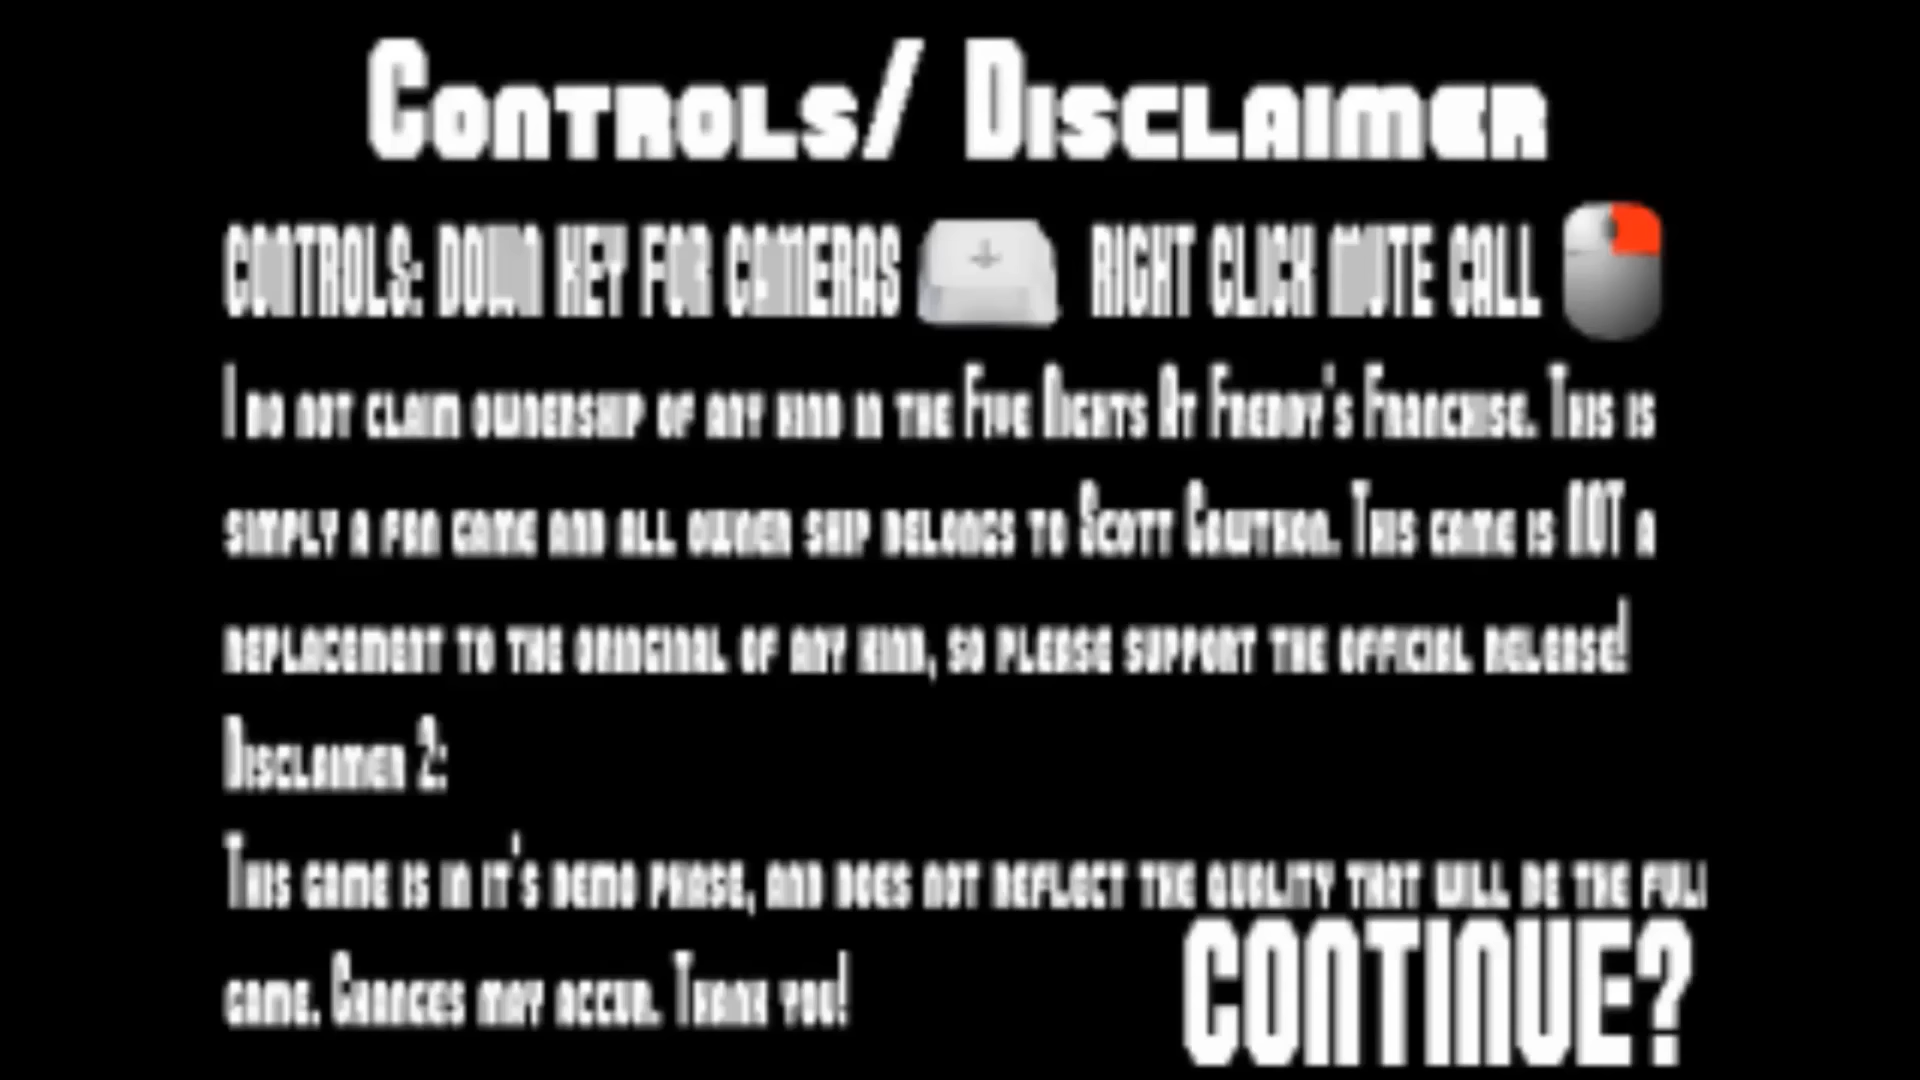 Controls/ Disclaimer
CONTROLS: DOWN KEY FOR CAMERAS RIGHT CLICK MUTE CALL
I do not claim ownership of any kind in the Five Nights At Freddy's Franchise. This is
simply a fan game and all owner ship belongs to Scott Cawthon. This game is NOT a
replacement to the oringinal of any kind, so please support the official release!
Disclaimer 2:
This game is in it's demo phase, and does not reflect the quality that will be the full
game. Changes may accur. Thank you!
CONTINUE?